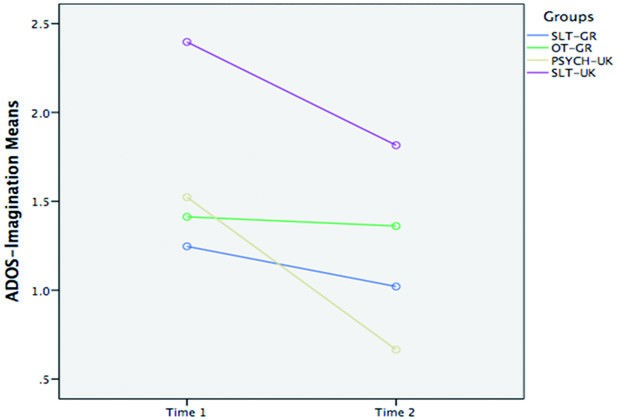 Groups
SLT-GR
OT-GR
PSYCH-UK
SLT-UK
ADOS-Imagination Means
2.5
2.0
1.5
1.0
.5
Time 1
Time 2